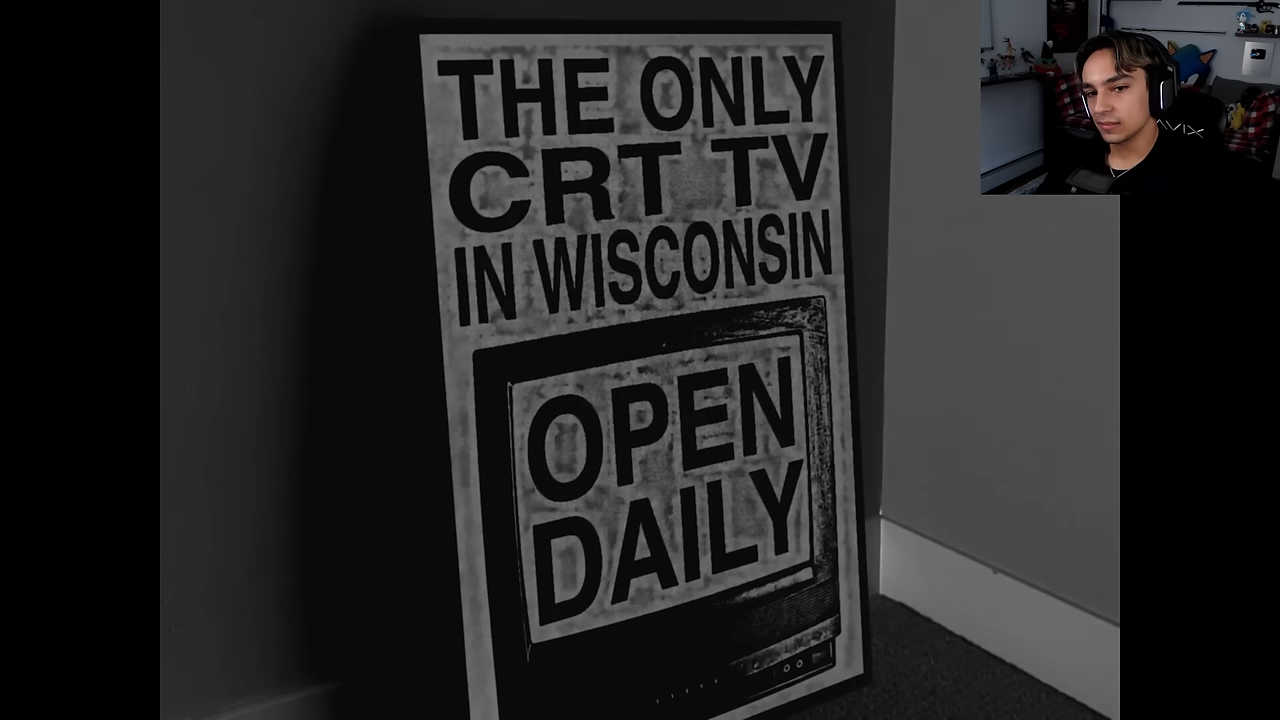 THE ONLY
CRT TV
IN WISCONSIN
OPEN
DAILY